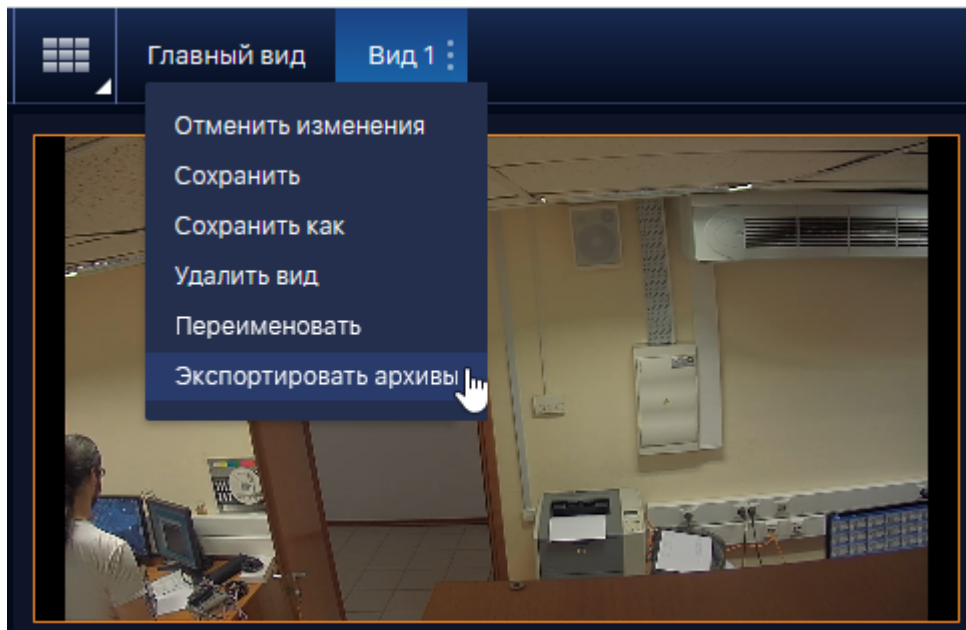 Главный вид
Вид 1
Отменить изменения
Сохранить
Сохранить как
Удалить вид
Переименовать
Экспортировать архивы